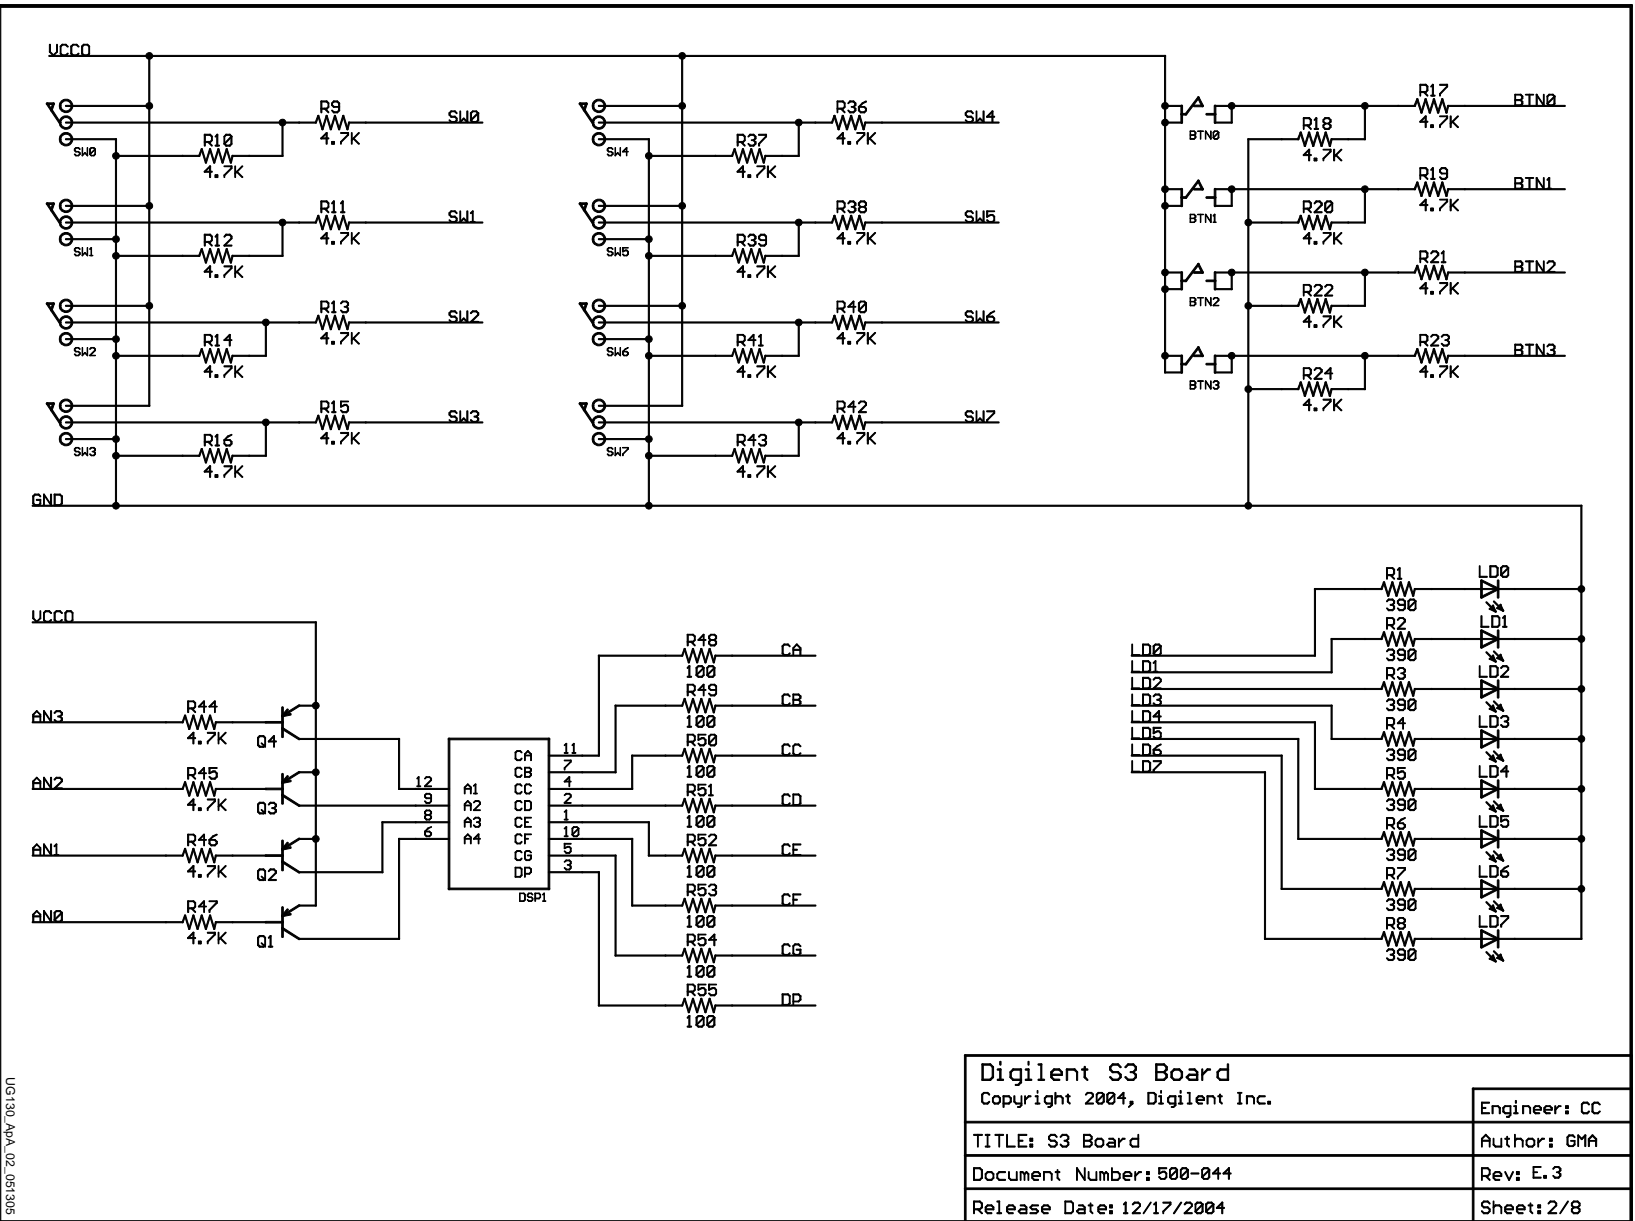 VCCO
R9
SW0
4.7K
R10
4.7K
SW0
R11
SW1
4.7K
R12
4.7K
SW1
R13
SW2
4.7K
R14
4.7K
SW2
R15
SW3
4.7K
R16
4.7K
SW3
R36
SW4
4.7K
R37
4.7K
SW4
R38
SW5
4.7K
R39
4.7K
SW5
R40
SW6
4.7K
R41
4.7K
SW6
R42
SW7
4.7K
R43
4.7K
SW7
R17
BTN0
4.7K
R18
4.7K
BTN0
R19
BTN1
4.7K
R20
4.7K
BTN1
R21
BTN2
4.7K
R22
4.7K
BTN2
R23
BTN3
4.7K
R24
4.7K
BTN3
GND
VCCO
AN3
R44
4.7K
Q4
AN2
R45
4.7K
Q3
AN1
R46
4.7K
Q2
AN0
R47
4.7K
Q1
12 A1
9 A2
8 A3
6 A4
CA 11
CB 7
CC 4
CD 2
CE 1
CF 10
CG 5
DP 3
DSP1
R48
CA
100
R49
CB
100
R50
CC
100
R51
CD
100
R52
CE
100
R53
CF
100
R54
CG
100
R55
DP
100
LD0
LD1
LD2
LD3
LD4
LD5
LD6
LD7
R1 LD0
390
R2 LD1
390
R3 LD2
390
R4 LD3
390
R5 LD4
390
R6 LD5
390
R7 LD6
390
R8 LD7
390
Digilent S3 Board
Copyright 2004, Digilent Inc.
Engineer: CC
TITLE: S3 Board
Author: GMA
Document Number: 500-044
Rev: E.3
Release Date: 12/17/2004
Sheet: 2/8
UG130_ApA_02_051305